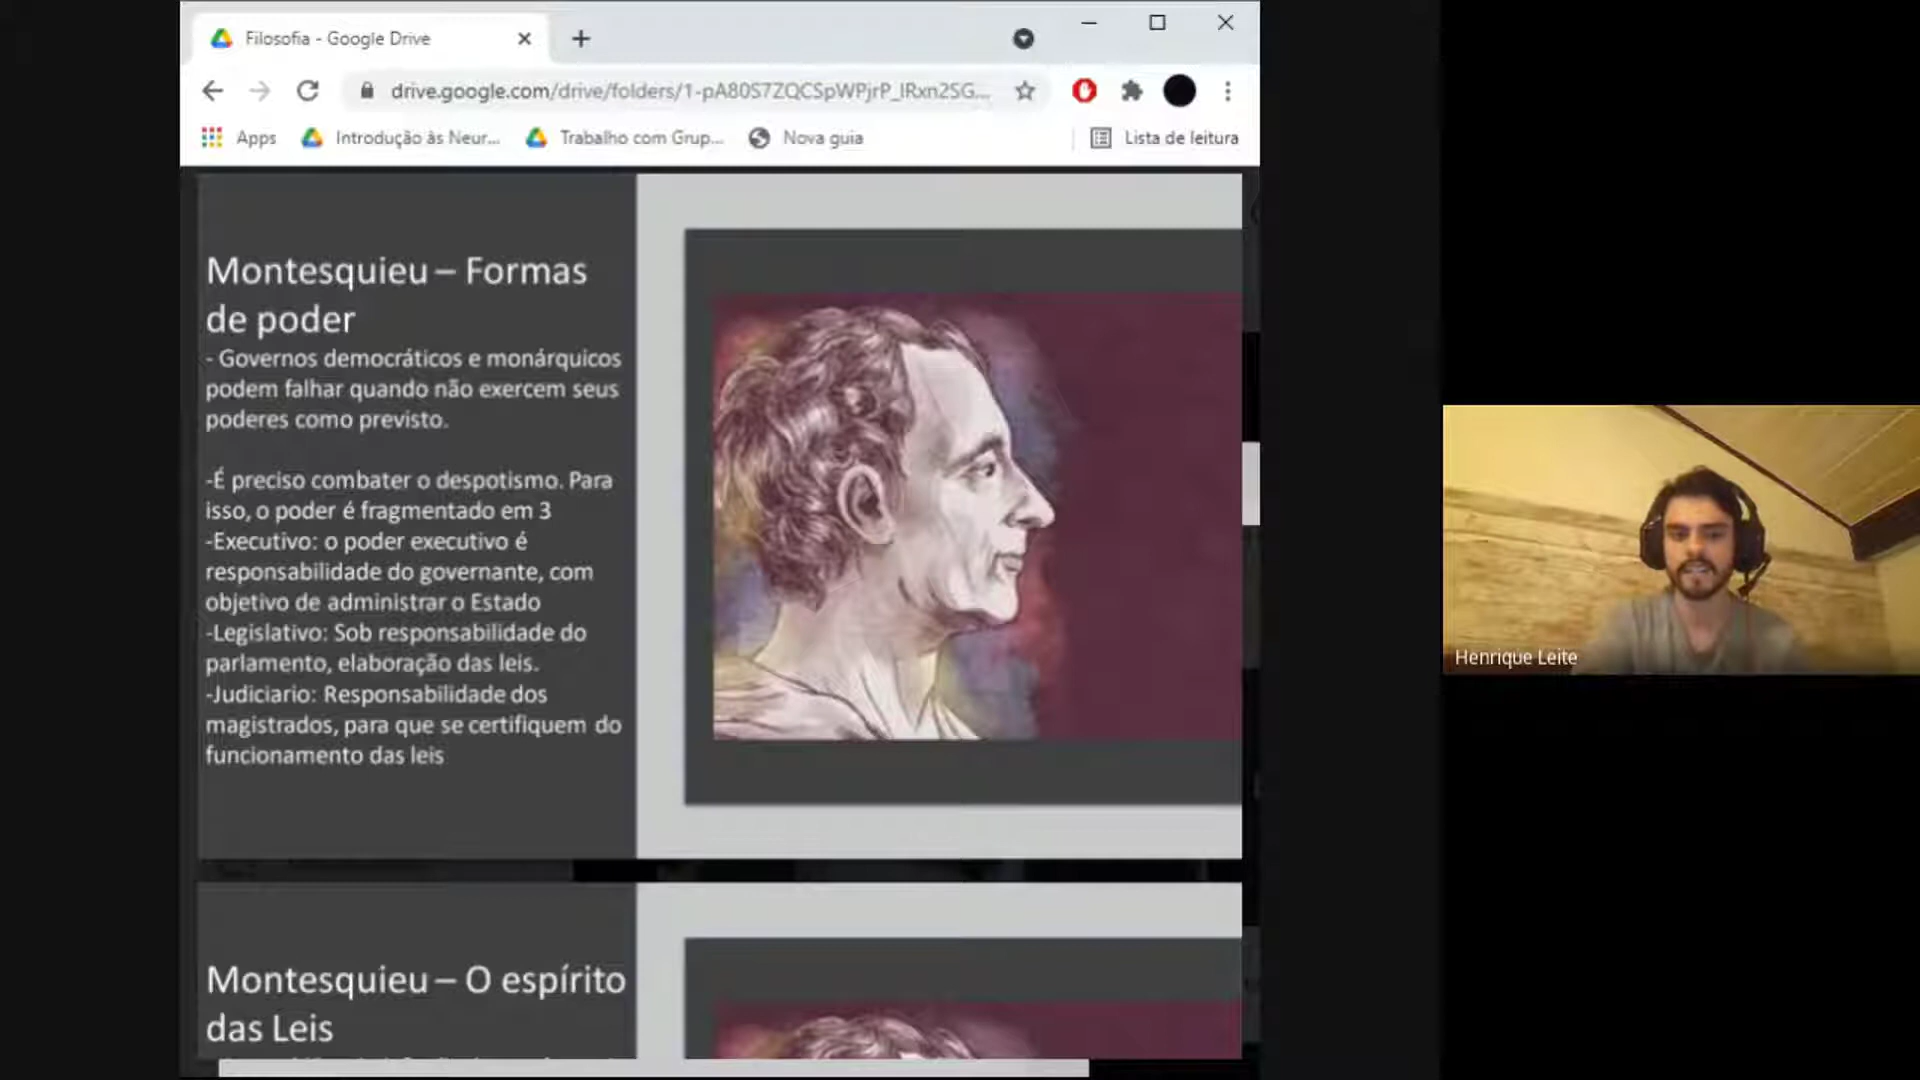 Filosofia - Google Drive
drive.google.com/drive/folders/1-pA80S7ZQCSpWPjrP_IRxn2SG...
Apps
Introdução às Neur...
Trabalho com Grup...
Nova guia
Lista de leitura
Montesquieu – Formas
de poder
- Governos democráticos e monárquicos
podem falhar quando não exercem seus
poderes como previsto.
-É preciso combater o despotismo. Para
isso, o poder é fragmentado em 3
-Executivo: o poder executivo é
responsabilidade do governante, com
objetivo de administrar o Estado
-Legislativo: Sob responsabilidade do
parlamento, elaboração das leis.
-Judiciario: Responsabilidade dos
magistrados, para que se certifiquem do
funcionamento das leis
Henrique Leite
Montesquieu – O espírito
das Leis